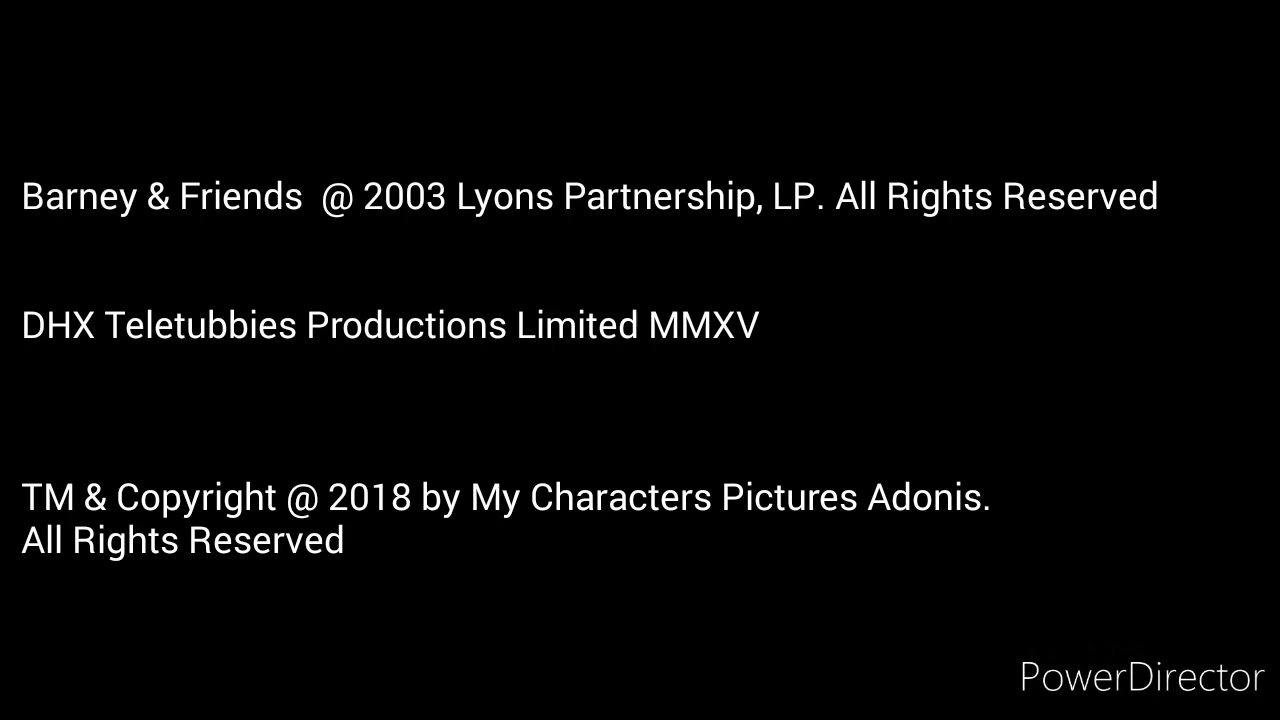 Barney & Friends  @ 2003 Lyons Partnership, LP. All Rights Reserved
DHX Teletubbies Productions Limited MMXV
TM & Copyright @ 2018 by My Characters Pictures Adonis.
All Rights Reserved
PowerDirector